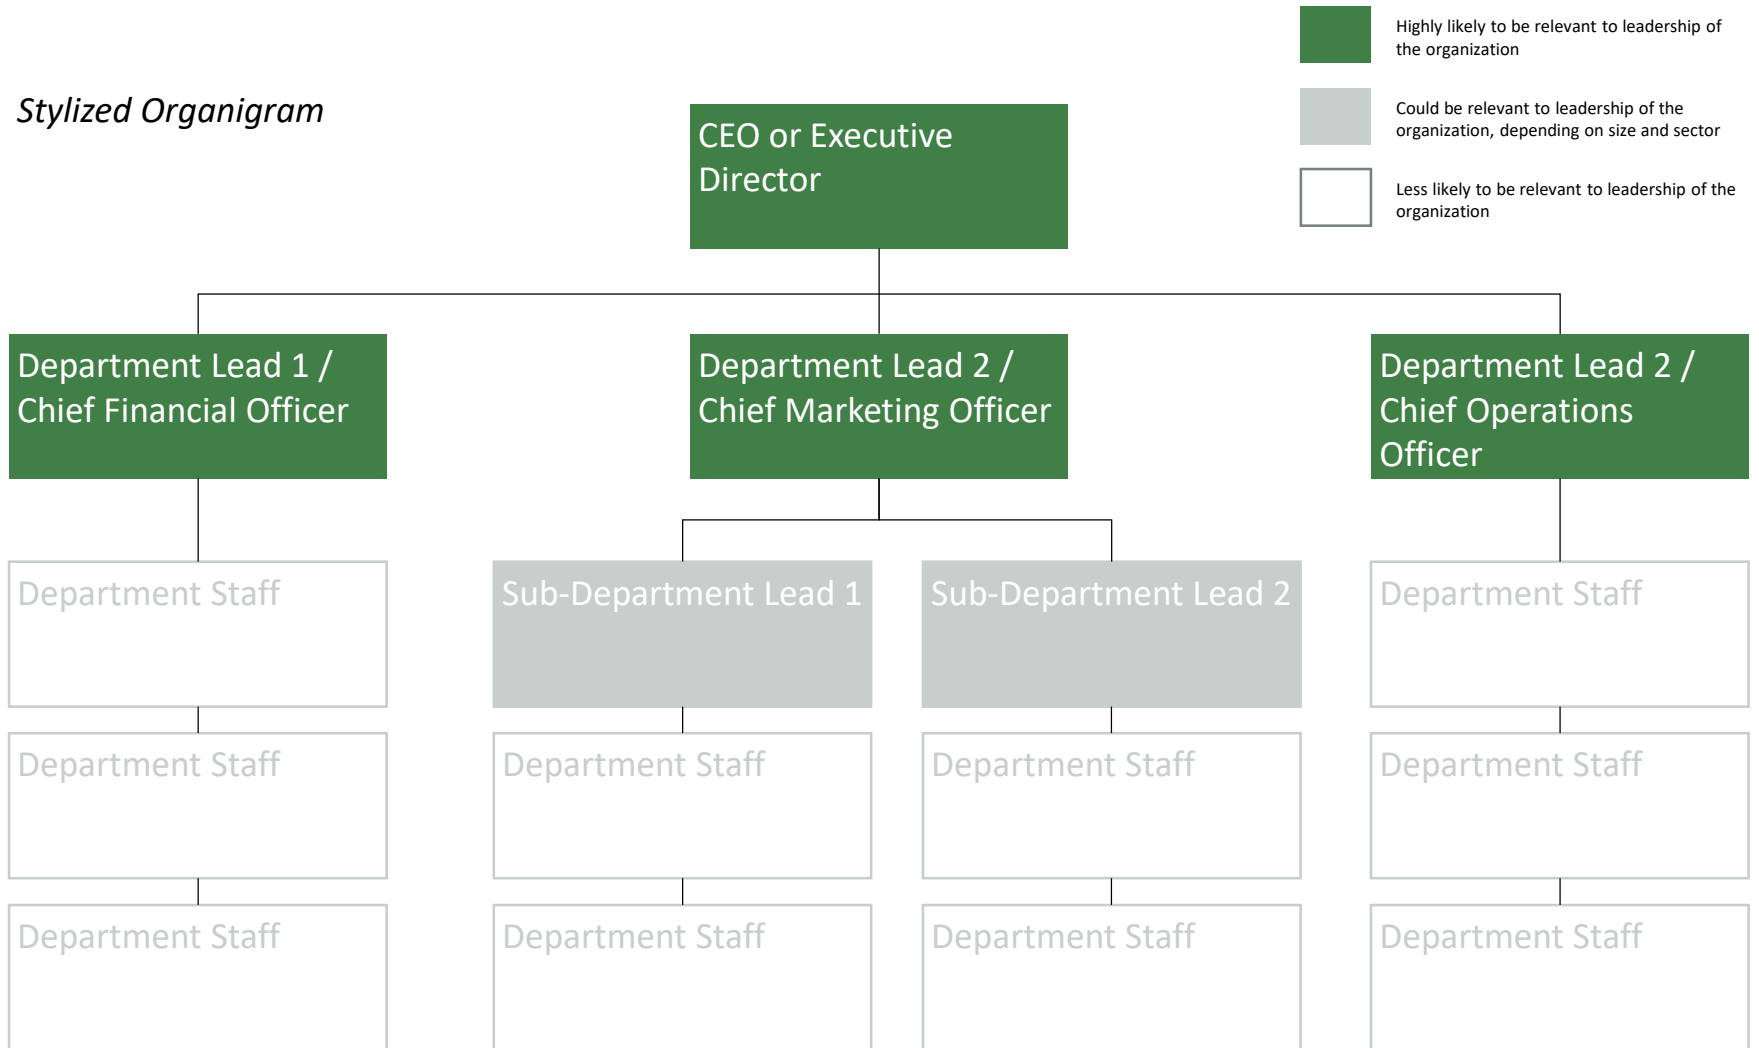 Highly likely to be relevant to leadership of
the organization
Stylized Organigram
Could be relevant to leadership of the
organization, depending on size and sector
CEO or Executive
Director
Less likely to be relevant to leadership of the
organization
Department Lead 1 /
Chief Financial Officer
Department Lead 2 /
Chief Marketing Officer
Department Lead 2 /
Chief Operations
Officer
Department Staff
Sub-Department Lead 1
Sub-Department Lead 2
Department Staff
Department Staff
Department Staff
Department Staff
Department Staff
Department Staff
Department Staff
Department Staff
Department Staff